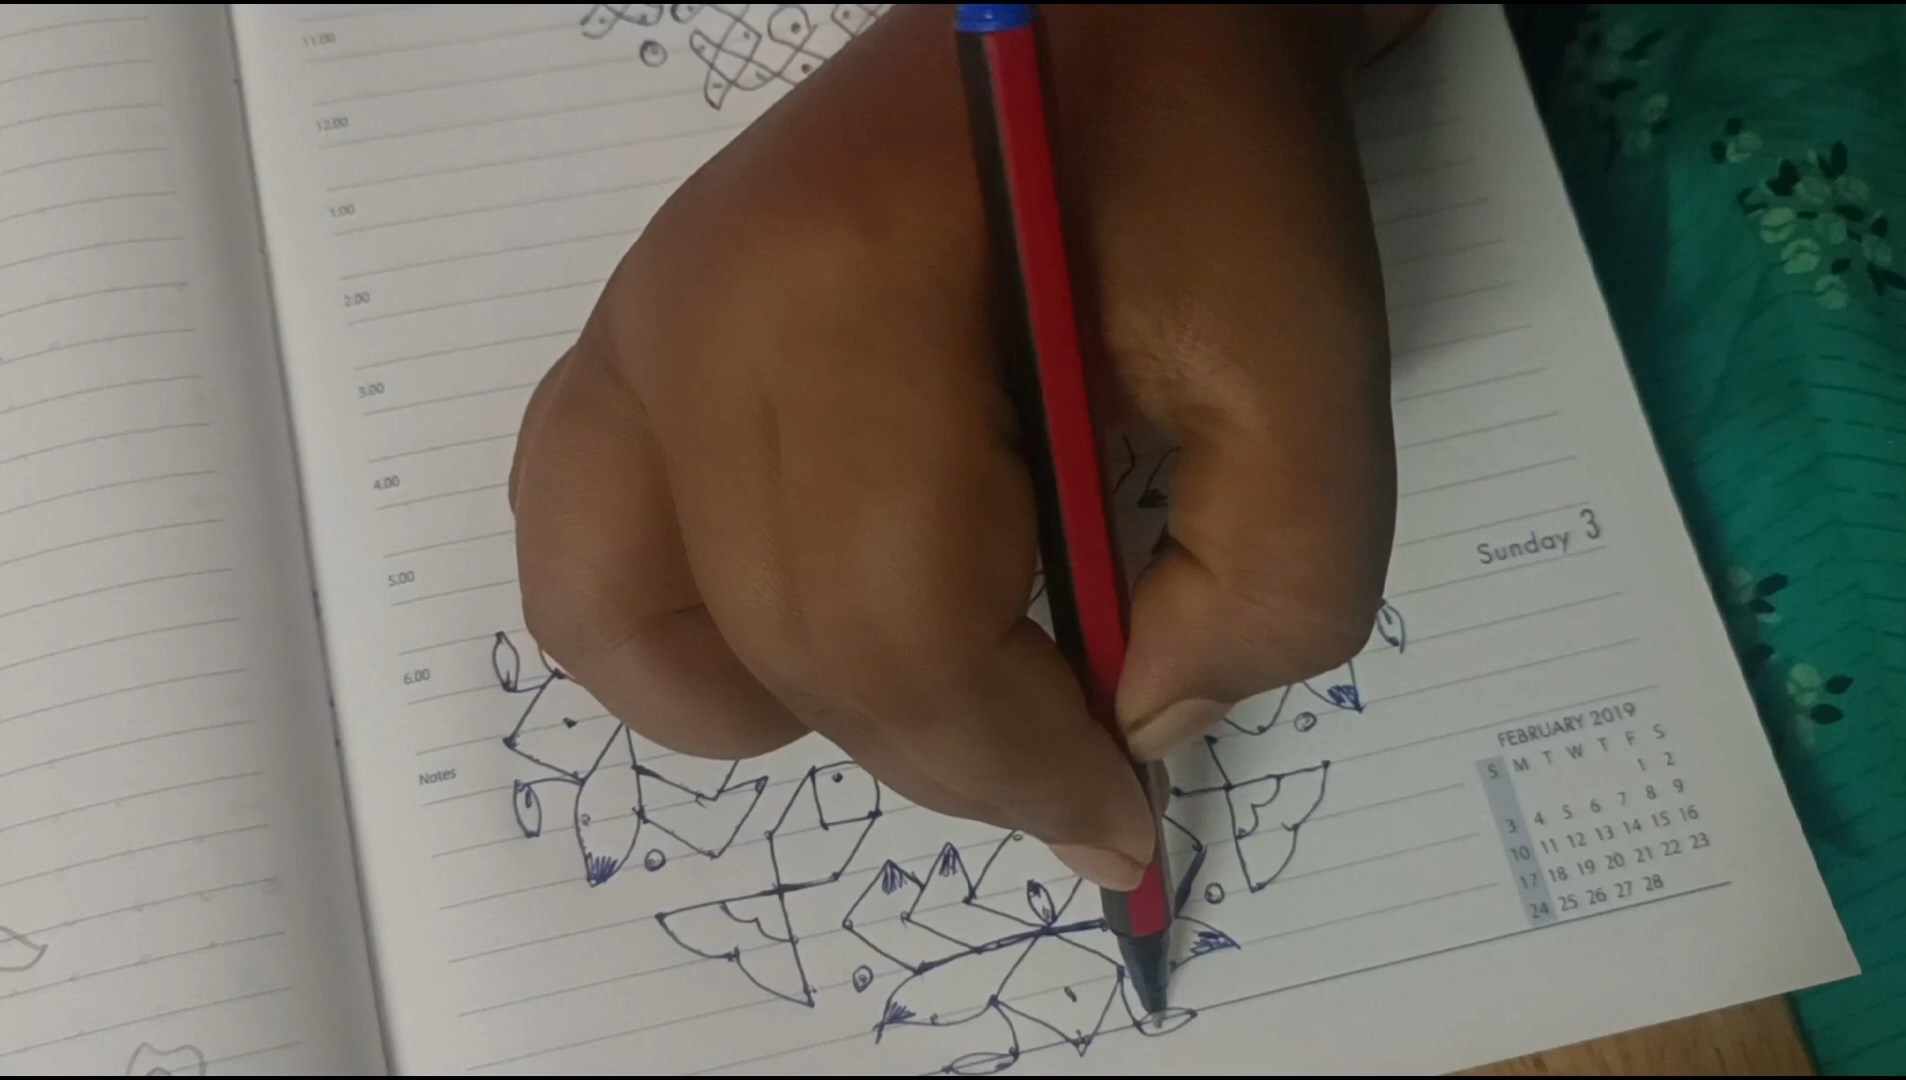 11.00
12.00
1.00
2.00
3.00
4.00
5.00
6.00
Notes
Sunday 3
FEBRUARY 2019
S M T W T F S
1 2
3 4 5 6 7 8 9
10 11 12 13 14 15 16
17 18 19 20 21 22 23
24 25 26 27 28